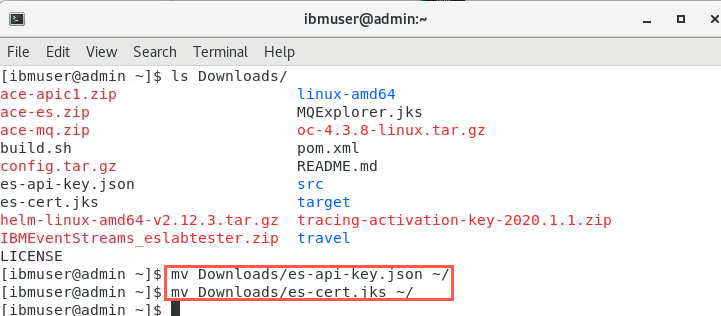 ibmuser@admin:~
File Edit View Search Terminal Help
[ibmuser@admin ~]$ ls Downloads/
ace-apic1.zip linux-amd64
ace-es.zip MQExplorer.jks
ace-mq.zip oc-4.3.8-linux.tar.gz
build.sh pom.xml
config.tar.gz README.md
es-api-key.json src
es-cert.jks target
helm-linux-amd64-v2.12.3.tar.gz tracing-activation-key-2020.1.1.zip
IBMEventStreams_eslabtester.zip travel
LICENSE
[ibmuser@admin ~]$ mv Downloads/es-api-key.json ~/
[ibmuser@admin ~]$ mv Downloads/es-cert.jks ~/
[ibmuser@admin ~]$